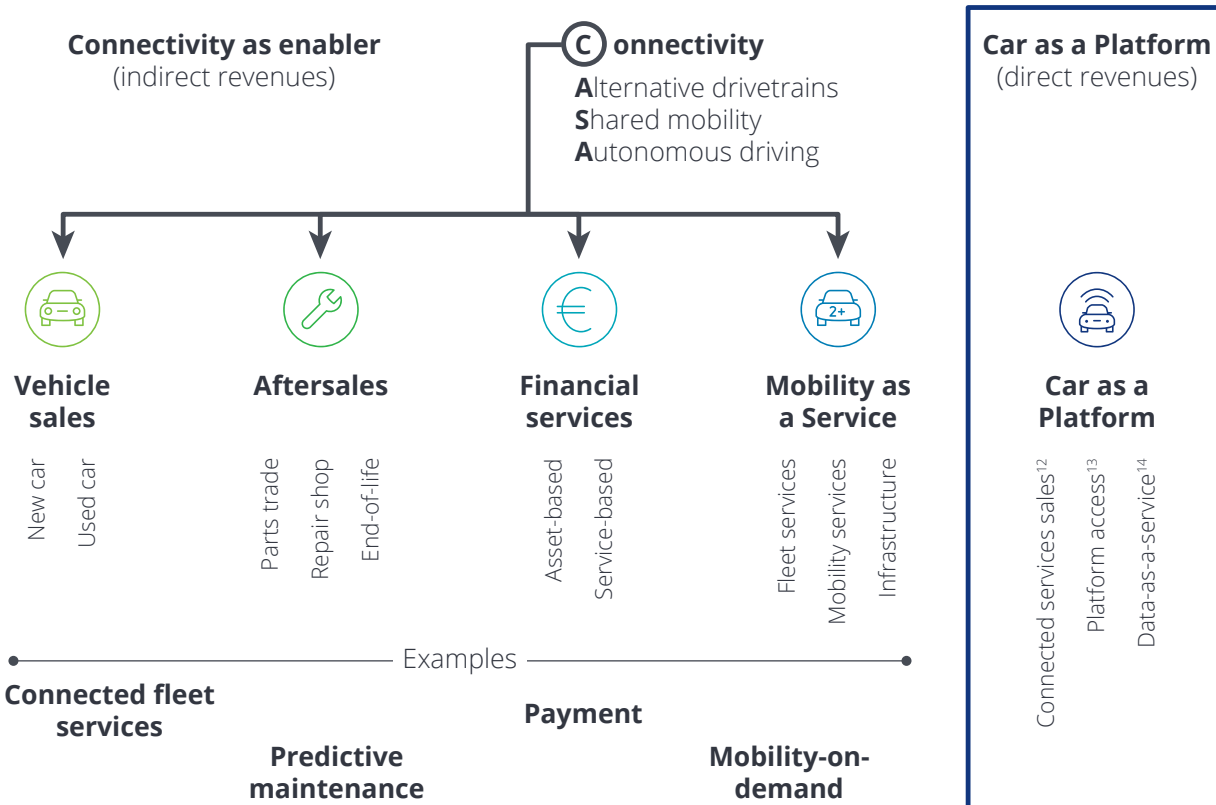 Connectivity as enabler
(indirect revenues)
Connectivity
Alternative drivetrains
Shared mobility
Autonomous driving
Car as a Platform
(direct revenues)
2+
Vehicle
sales
Aftersales
Financial
services
Mobility as
a Service
Car as a
Platform
New car
Used car
Parts trade
Repair shop
End-of-life
Asset-based
Service-based
Fleet services
Mobility services
Infrastructure
Connected services sales¹²
Platform access¹³
Data-as-a-service¹⁴
Examples
Connected fleet
services
Predictive
maintenance
Payment
Mobility-on-
demand